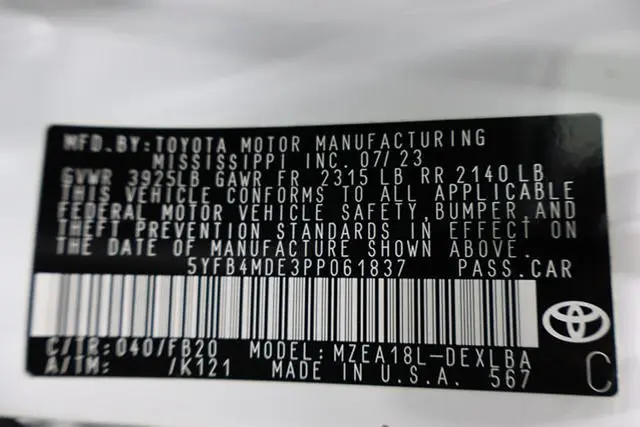 MFD.BY:TOYOTA MOTOR MANUFACTURING
MISSISSIPPI INC.07/23
GVWR 3925LB GAWR FR 2315 LB RR 2140 LB
THIS VEHICLE CONFORMS TO ALL APPLICABLE
FEDERAL MOTOR VEHICLE SAFETY,BUMPER,AND
THEFT PREVENTION STANDARDS IN EFFECT ON
THE DATE OF MANUFACTURE SHOWN ABOVE.
5YFB4MDE3PP061837 PASS.CAR
C/TR:040/FB20 MODEL:MZEA18L-DEXLBA
A/TM: /K121 MADE IN U.S.A. 567
C